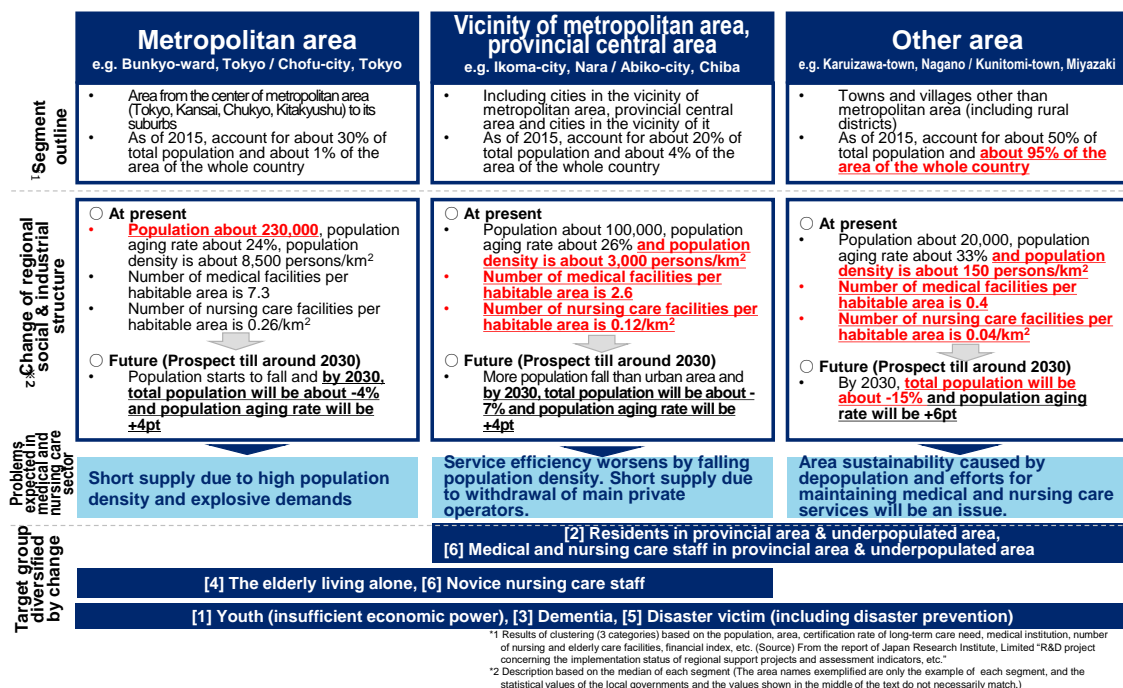 Metropolitan area
e.g. Bunkyo-ward, Tokyo / Chofu-city, Tokyo
Vicinity of metropolitan area,
provincial central area
e.g. Ikoma-city, Nara / Abiko-city, Chiba
Other area
e.g. Karuizawa-town, Nagano / Kunitomi-town, Miyazaki
*1 Segment
outline
• Area from the center of metropolitan area
(Tokyo, Kansai, Chukyo, Kitakyushu) to its
suburbs
• As of 2015, account for about 30% of
total population and about 1% of the
area of the whole country
• Including cities in the vicinity of
metropolitan area, provincial central
area and cities in the vicinity of it
• As of 2015, account for about 20% of
total population and about 4% of the
area of the whole country
• Towns and villages other than
metropolitan area (including rural
districts)
• As of 2015, account for about 50% of
total population and about 95% of the
area of the whole country
*2 Change of regional
social & industrial
structure
○ At present
• Population about 230,000, population
aging rate about 24%, population
density is about 8,500 persons/km²
• Number of medical facilities per
habitable area is 7.3
• Number of nursing care facilities per
habitable area is 0.26/km²
○ Future (Prospect till around 2030)
• Population starts to fall and by 2030,
total population will be about -4%
and population aging rate will be
+4pt
○ At present
• Population about 100,000, population
aging rate about 26% and population
density is about 3,000 persons/km²
• Number of medical facilities per
habitable area is 2.6
• Number of nursing care facilities per
habitable area is 0.12/km²
○ Future (Prospect till around 2030)
• More population fall than urban area and
by 2030, total population will be about -
7% and population aging rate will be
+4pt
○ At present
• Population about 20,000, population
aging rate about 33% and population
density is about 150 persons/km²
• Number of medical facilities per
habitable area is 0.4
• Number of nursing care facilities per
habitable area is 0.04/km²
○ Future (Prospect till around 2030)
• By 2030, total population will be
about -15% and population aging
rate will be +6pt
Problems
expected in
medical and
nursing care
sector
Short supply due to high population
density and explosive demands
Service efficiency worsens by falling
population density. Short supply due
to withdrawal of main private
operators.
Area sustainability caused by
depopulation and efforts for
maintaining medical and nursing care
services will be an issue.
Target group
diversified
by change
[2] Residents in provincial area & underpopulated area,
[6] Medical and nursing care staff in provincial area & underpopulated area
[4] The elderly living alone, [6] Novice nursing care staff
[1] Youth (insufficient economic power), [3] Dementia, [5] Disaster victim (including disaster prevention)
*1 Results of clustering (3 categories) based on the population, area, certification rate of long-term care need, medical institution, number
of nursing and elderly care facilities, financial index, etc. (Source) From the report of Japan Research Institute, Limited "R&D project
concerning the implementation status of regional support projects and assessment indicators, etc."
*2 Description based on the median of each segment (The area names exemplified are only the example of each segment, and the
statistical values of the local governments and the values shown in the middle of the text do not necessarily match.)